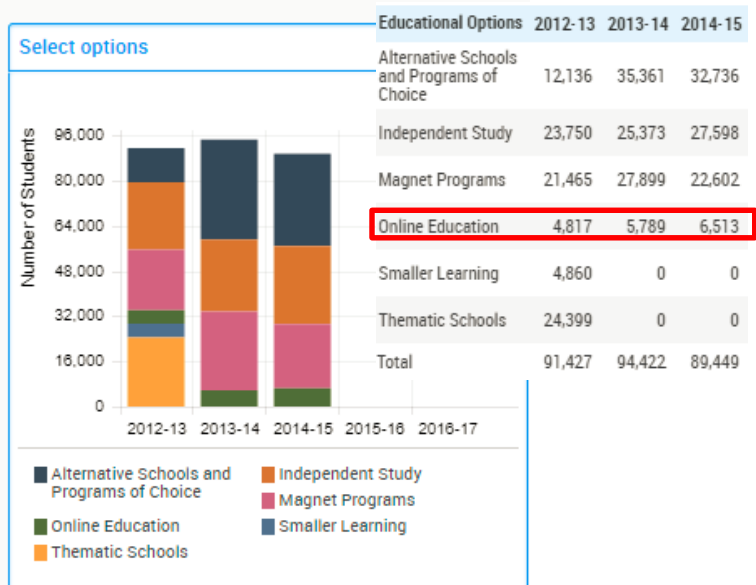 Select options
Number of Students
96,000
80,000
64,000
48,000
32,000
16,000
0
2012-13 2013-14 2014-15 2015-16 2016-17
Alternative Schools and
Programs of Choice
Online Education
Thematic Schools
Independent Study
Magnet Programs
Smaller Learning
Educational Options 2012-13 2013-14 2014-15
Alternative Schools
and Programs of
Choice
12,136 35,361 32,736
Independent Study 23,750 25,373 27,598
Magnet Programs 21,465 27,899 22,602
Online Education 4,817 5,789 6,513
Smaller Learning 4,860 0 0
Thematic Schools 24,399 0 0
Total 91,427 94,422 89,449